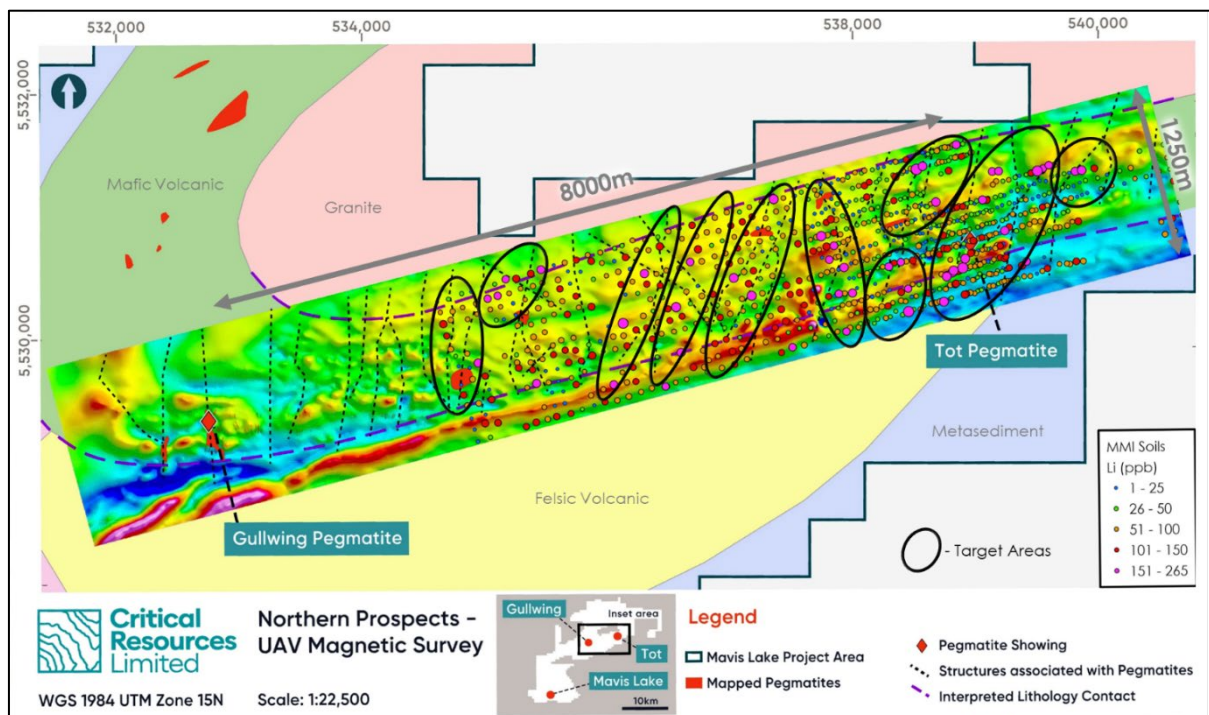 532,000
534,000
538,000
540,000
5,532,000
5,530,000
Mafic Volcanic
Granite
8000m
1250m
Tot Pegmatite
Metasediment
Felsic Volcanic
Gullwing Pegmatite
- Target Areas
MMI Soils
Li (ppb)
1 - 25
26 - 50
51 - 100
101 - 150
151 - 265
Critical
Resources
Limited
WGS 1984 UTM Zone 15N
Northern Prospects -
UAV Magnetic Survey
Scale: 1:22,500
Gullwing
Inset area
Tot
Mavis Lake
10km
Legend
Mavis Lake Project Area
Mapped Pegmatites
Pegmatite Showing
Structures associated with Pegmatites
Interpreted Lithology Contact